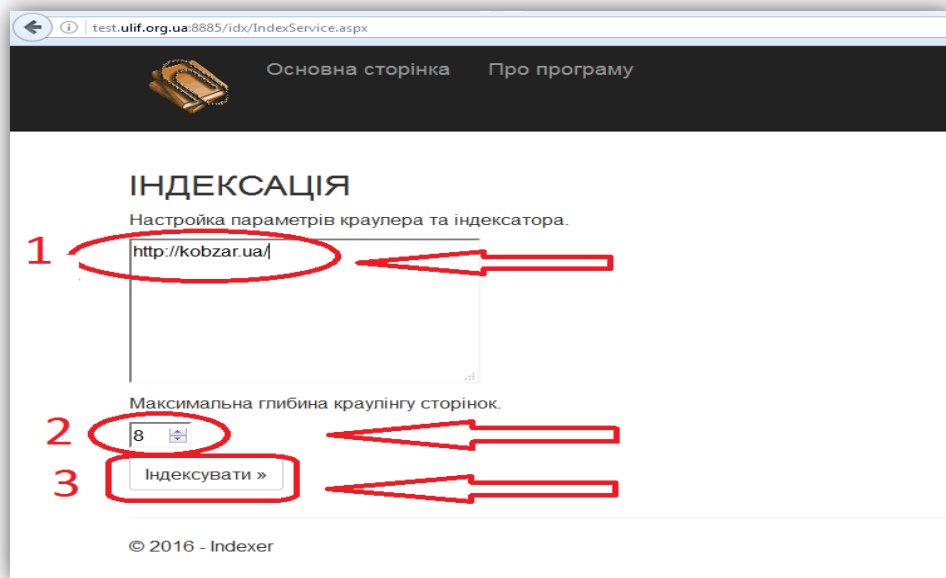 test.ulif.org.ua:8885/idx/IndexService.aspx
Основна сторінка Про програму
ІНДЕКСАЦІЯ
Настройка параметрів краулера та індексатора.
1
http://kobzar.ua/
Максимальна глибина краулінгу сторінок.
2
8
3
Індексувати »
© 2016 - Indexer